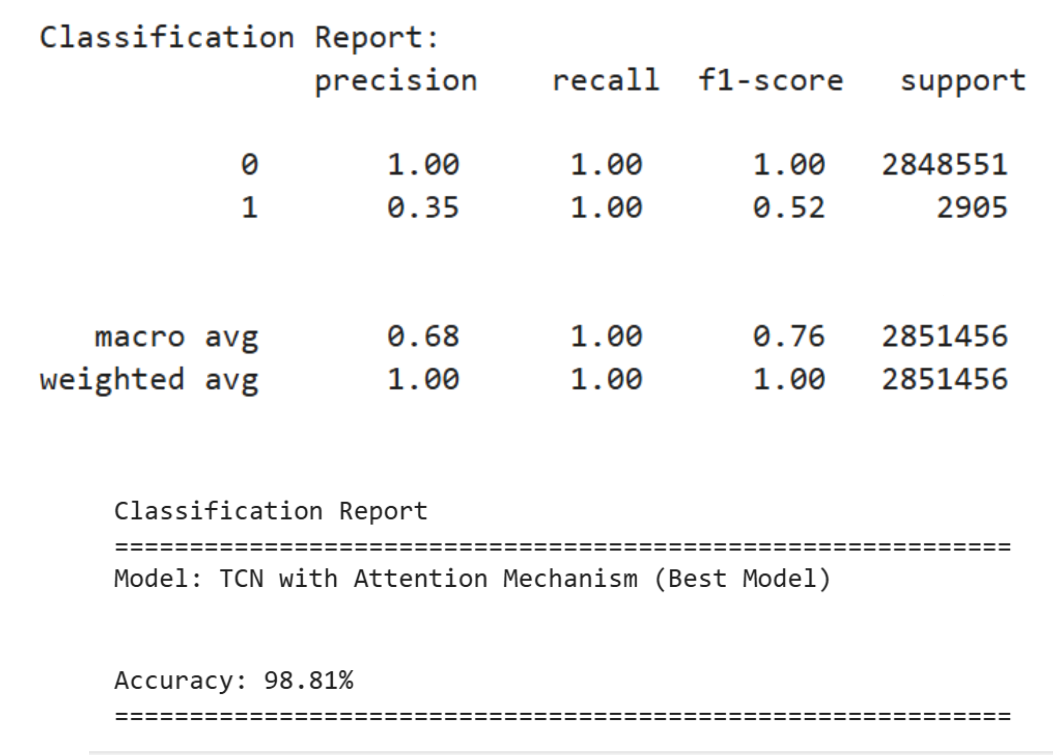 Classification Report:
precision recall f1-score support
0 1.00 1.00 1.00 2848551
1 0.35 1.00 0.52 2905
macro avg 0.68 1.00 0.76 2851456
weighted avg 1.00 1.00 1.00 2851456
Classification Report
============================================================
Model: TCN with Attention Mechanism (Best Model)
Accuracy: 98.81%
============================================================